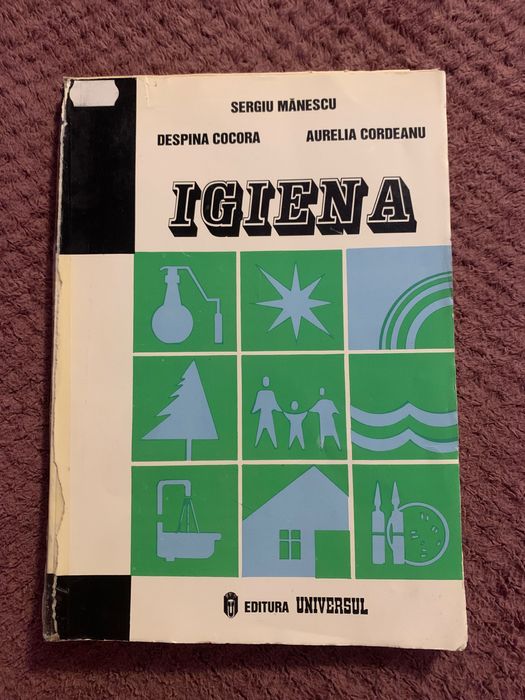 SERGIU MĂNESCU
DESPINA COCORA AURELIA CORDEANU
IGIENA
EDITURA UNIVERSUL